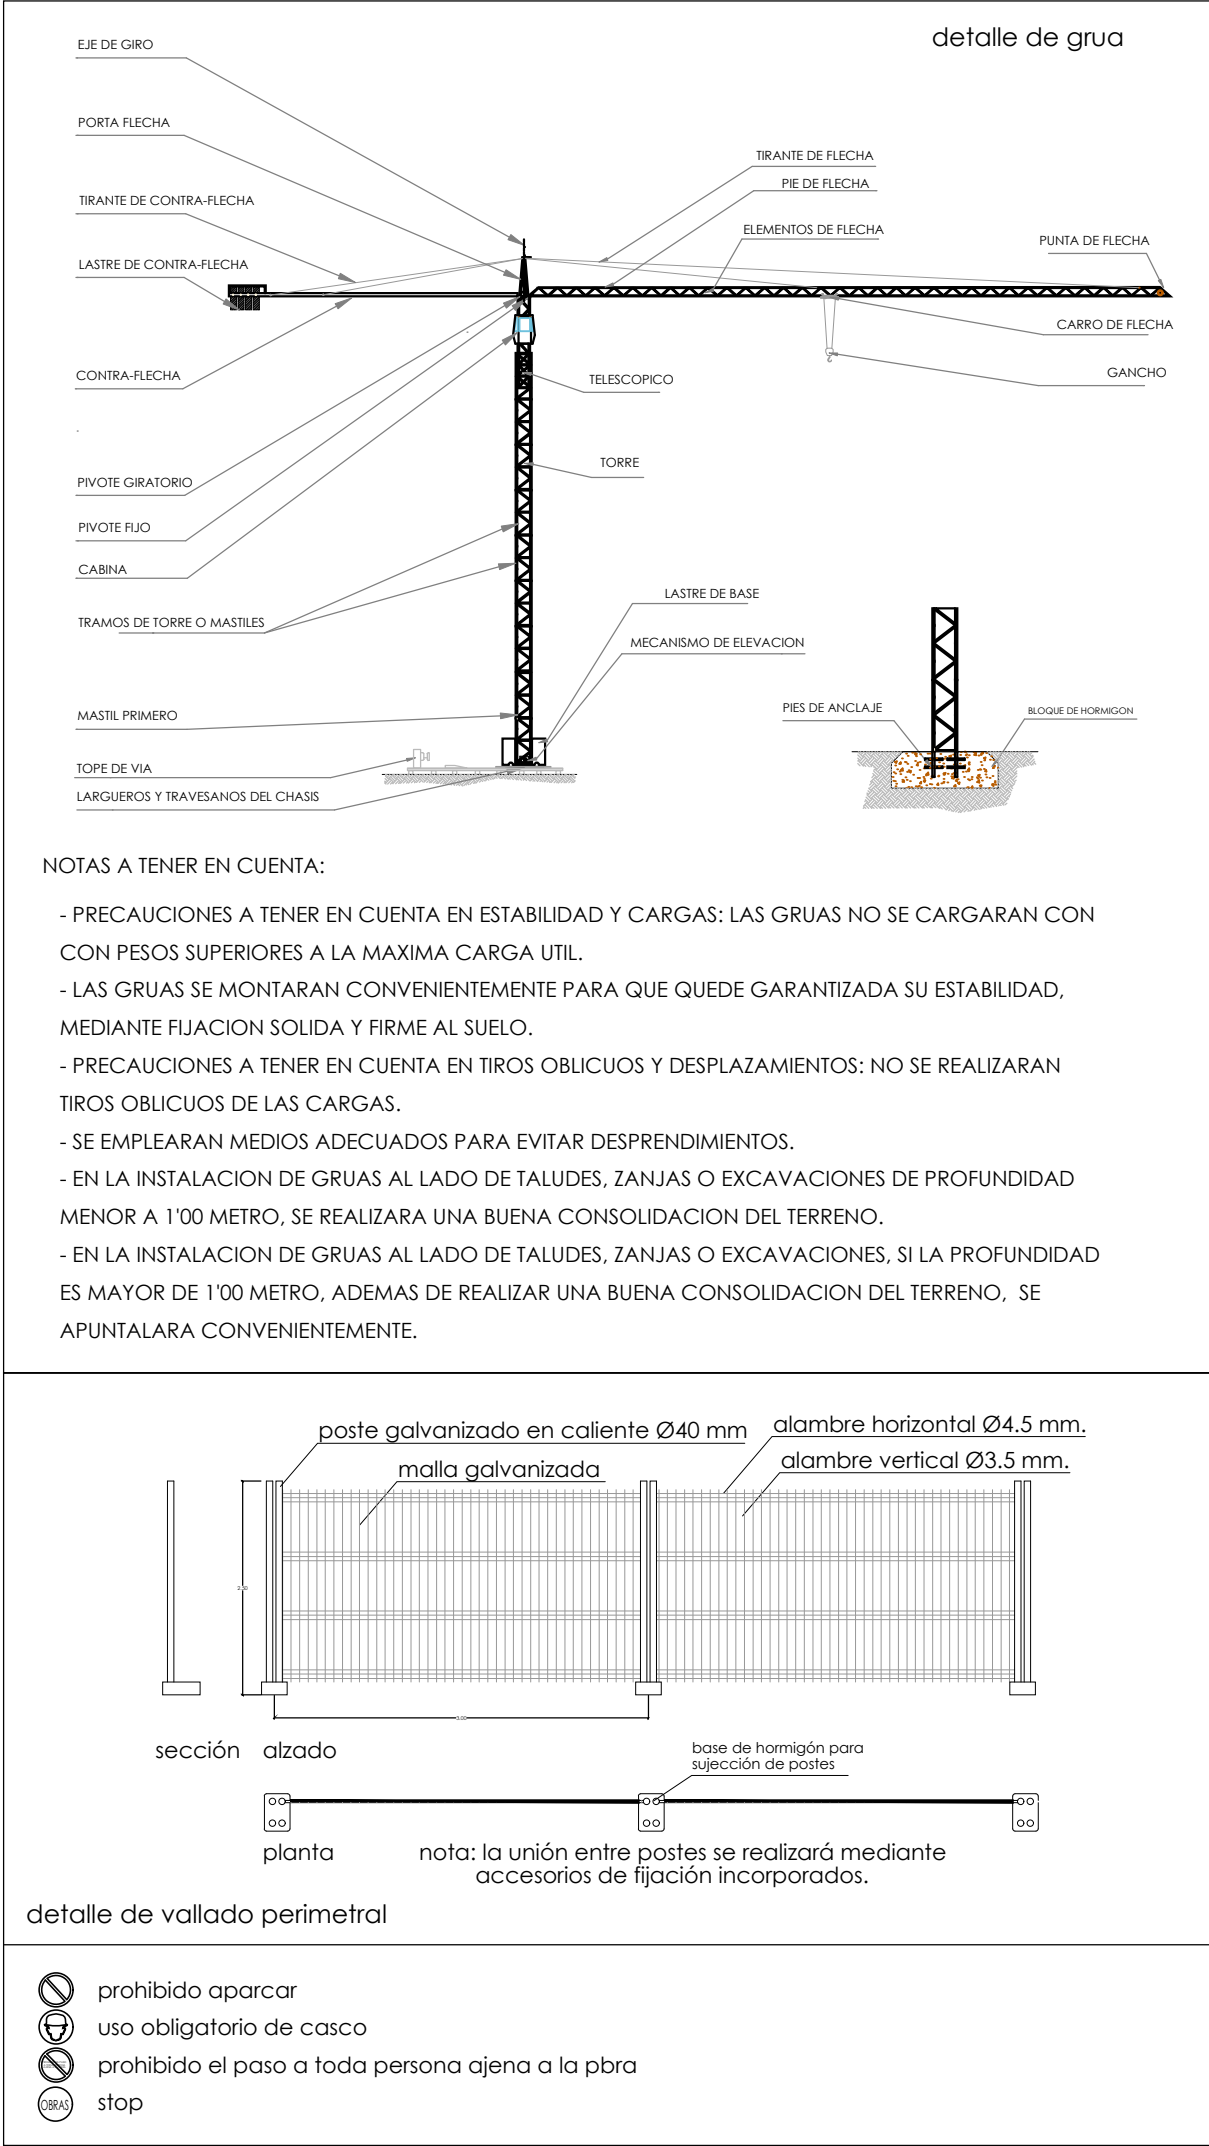 detalle de grua
EJE DE GIRO
PORTA FLECHA
TIRANTE DE CONTRA-FLECHA
LASTRE DE CONTRA-FLECHA
CONTRA-FLECHA
PIVOTE GIRATORIO
PIVOTE FIJO
CABINA
TRAMOS DE TORRE O MASTILES
MASTIL PRIMERO
TOPE DE VIA
LARGUEROS Y TRAVESANOS DEL CHASIS
TIRANTE DE FLECHA
PIE DE FLECHA
ELEMENTOS DE FLECHA
PUNTA DE FLECHA
CARRO DE FLECHA
GANCHO
TELESCOPICO
TORRE
LASTRE DE BASE
MECANISMO DE ELEVACION
PIES DE ANCLAJE
BLOQUE DE HORMIGON
NOTAS A TENER EN CUENTA:
- PRECAUCIONES A TENER EN CUENTA EN ESTABILIDAD Y CARGAS: LAS GRUAS NO SE CARGARAN CON
CON PESOS SUPERIORES A LA MAXIMA CARGA UTIL.
- LAS GRUAS SE MONTARAN CONVENIENTEMENTE PARA QUE QUEDE GARANTIZADA SU ESTABILIDAD,
MEDIANTE FIJACION SOLIDA Y FIRME AL SUELO.
- PRECAUCIONES A TENER EN CUENTA EN TIROS OBLICUOS Y DESPLAZAMIENTOS: NO SE REALIZARAN
TIROS OBLICUOS DE LAS CARGAS.
- SE EMPLEARAN MEDIOS ADECUADOS PARA EVITAR DESPRENDIMIENTOS.
- EN LA INSTALACION DE GRUAS AL LADO DE TALUDES, ZANJAS O EXCAVACIONES DE PROFUNDIDAD
MENOR A 1'00 METRO, SE REALIZARA UNA BUENA CONSOLIDACION DEL TERRENO.
- EN LA INSTALACION DE GRUAS AL LADO DE TALUDES, ZANJAS O EXCAVACIONES, SI LA PROFUNDIDAD
ES MAYOR DE 1'00 METRO, ADEMAS DE REALIZAR UNA BUENA CONSOLIDACION DEL TERRENO, SE
APUNTALARA CONVENIENTEMENTE.
poste galvanizado en caliente Ø40 mm
alambre horizontal Ø4.5 mm.
malla galvanizada
alambre vertical Ø3.5 mm.
3.00
sección alzado
base de hormigón para
sujección de postes
planta
nota: la unión entre postes se realizará mediante
accesorios de fijación incorporados.
detalle de vallado perimetral
prohibido aparcar
uso obligatorio de casco
prohibido el paso a toda persona ajena a la pbra
OBRAS stop